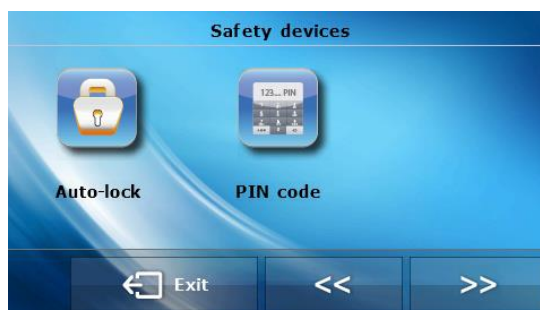 Safety devices
123... PIN
Auto-lock
PIN code
Exit
<<
>>